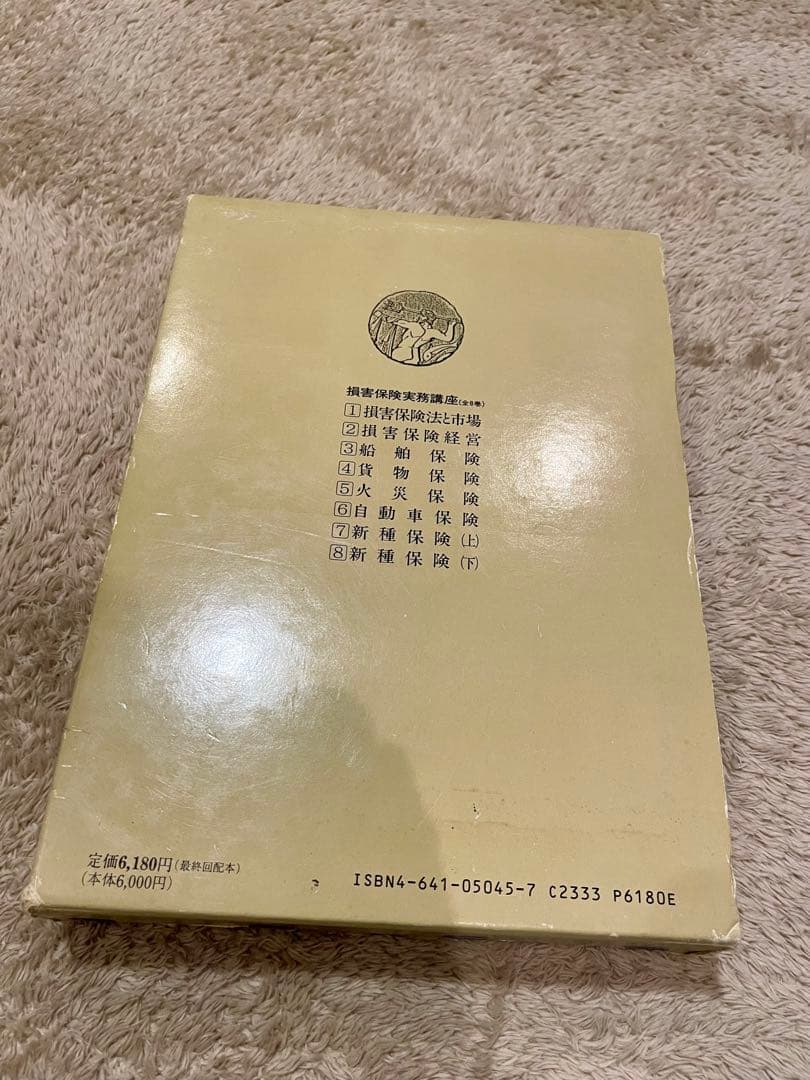 損害保険実務講座(全8巻)
1 損害保険法と市場
2 損害保険経営
3 船舶保険
4 貨物保険
5 火災保険
6 自動車保険
7 新種保険(上)
8 新種保険(下)
定価6,180円(最終回配本)
(本体6,000円)
ISBN4-641-05045-7 C2333 P6180E